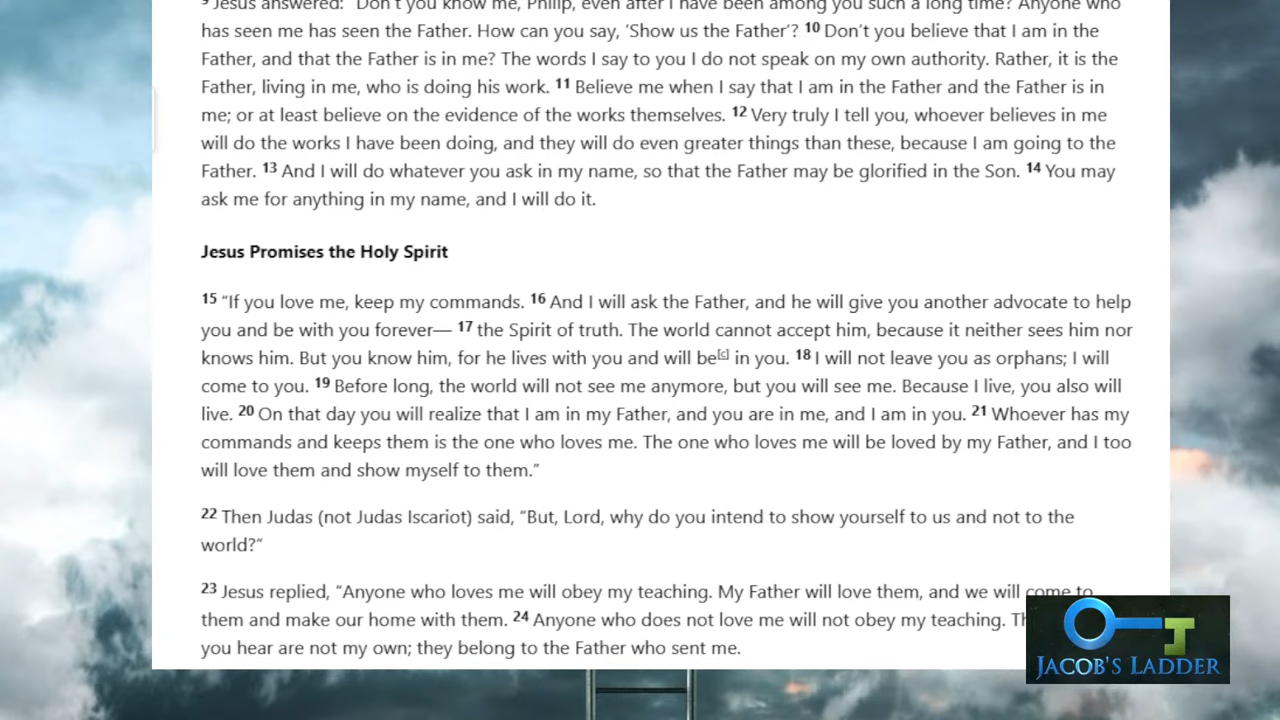 9 Jesus answered: “Don’t you know me, Philip, even after I have been among you such a long time? Anyone who
has seen me has seen the Father. How can you say, ‘Show us the Father’? 10 Don’t you believe that I am in the
Father, and that the Father is in me? The words I say to you I do not speak on my own authority. Rather, it is the
Father, living in me, who is doing his work. 11 Believe me when I say that I am in the Father and the Father is in
me; or at least believe on the evidence of the works themselves. 12 Very truly I tell you, whoever believes in me
will do the works I have been doing, and they will do even greater things than these, because I am going to the
Father. 13 And I will do whatever you ask in my name, so that the Father may be glorified in the Son. 14 You may
ask me for anything in my name, and I will do it.
Jesus Promises the Holy Spirit
15 “If you love me, keep my commands. 16 And I will ask the Father, and he will give you another advocate to help
you and be with you forever— 17 the Spirit of truth. The world cannot accept him, because it neither sees him nor
knows him. But you know him, for he lives with you and will be[c] in you. 18 I will not leave you as orphans; I will
come to you. 19 Before long, the world will not see me anymore, but you will see me. Because I live, you also will
live. 20 On that day you will realize that I am in my Father, and you are in me, and I am in you. 21 Whoever has my
commands and keeps them is the one who loves me. The one who loves me will be loved by my Father, and I too
will love them and show myself to them.”
22 Then Judas (not Judas Iscariot) said, “But, Lord, why do you intend to show yourself to us and not to the
world?”
23 Jesus replied, “Anyone who loves me will obey my teaching. My Father will love them, and we will come to
them and make our home with them. 24 Anyone who does not love me will not obey my teaching.
you hear are not my own; they belong to the Father who sent me.
JACOB'S LADDER